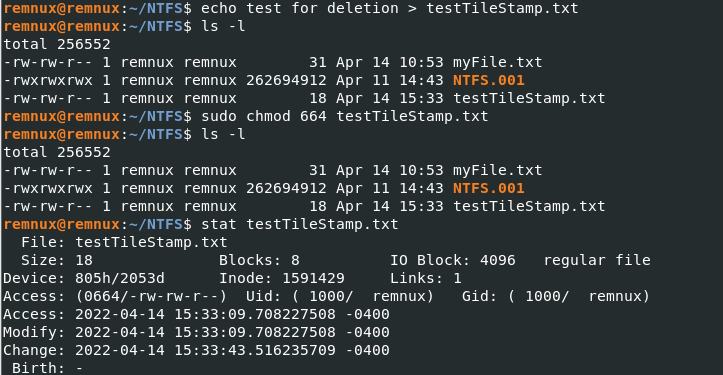 remnux@remnux:~/NTFS$ echo test for deletion > testTileStamp.txt
remnux@remnux:~/NTFS$ ls -l
total 256552
-rw-rw-r-- 1 remnux remnux        31 Apr 14 10:53 myFile.txt
-rwxrwxrwx 1 remnux remnux 262694912 Apr 11 14:43 NTFS.001
-rw-rw-r-- 1 remnux remnux        18 Apr 14 15:33 testTileStamp.txt
remnux@remnux:~/NTFS$ sudo chmod 664 testTileStamp.txt
remnux@remnux:~/NTFS$ ls -l
total 256552
-rw-rw-r-- 1 remnux remnux        31 Apr 14 10:53 myFile.txt
-rwxrwxrwx 1 remnux remnux 262694912 Apr 11 14:43 NTFS.001
-rw-rw-r-- 1 remnux remnux        18 Apr 14 15:33 testTileStamp.txt
remnux@remnux:~/NTFS$ stat testTileStamp.txt
  File: testTileStamp.txt
  Size: 18              Blocks: 8          IO Block: 4096   regular file
Device: 805h/2053d      Inode: 1591429     Links: 1
Access: (0664/-rw-rw-r--)  Uid: ( 1000/  remnux)   Gid: ( 1000/  remnux)
Access: 2022-04-14 15:33:09.708227508 -0400
Modify: 2022-04-14 15:33:09.708227508 -0400
Change: 2022-04-14 15:33:43.516235709 -0400
 Birth: -